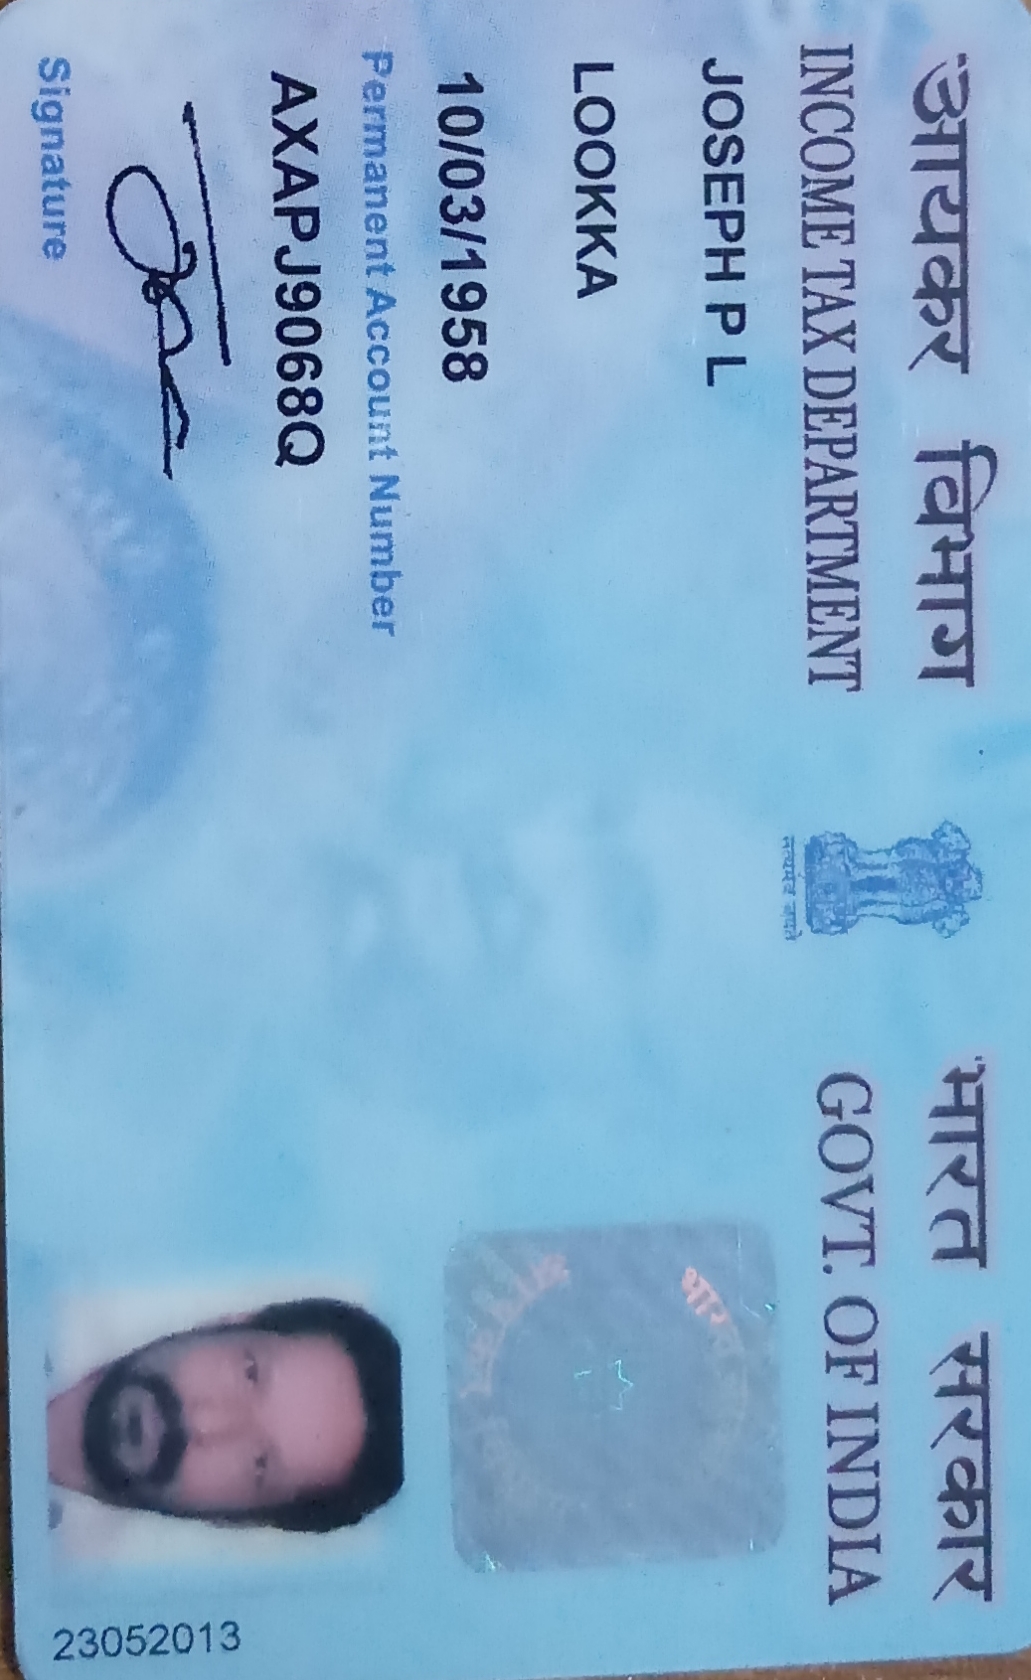 आयकर विभाग
भारत सरकार
INCOME TAX DEPARTMENT
GOVT. OF INDIA
सत्यमेव जयते
JOSEPH P L
LOOKKA
10/03/1958
Permanent Account Number
AXAPJ9068Q
Signature
23052013